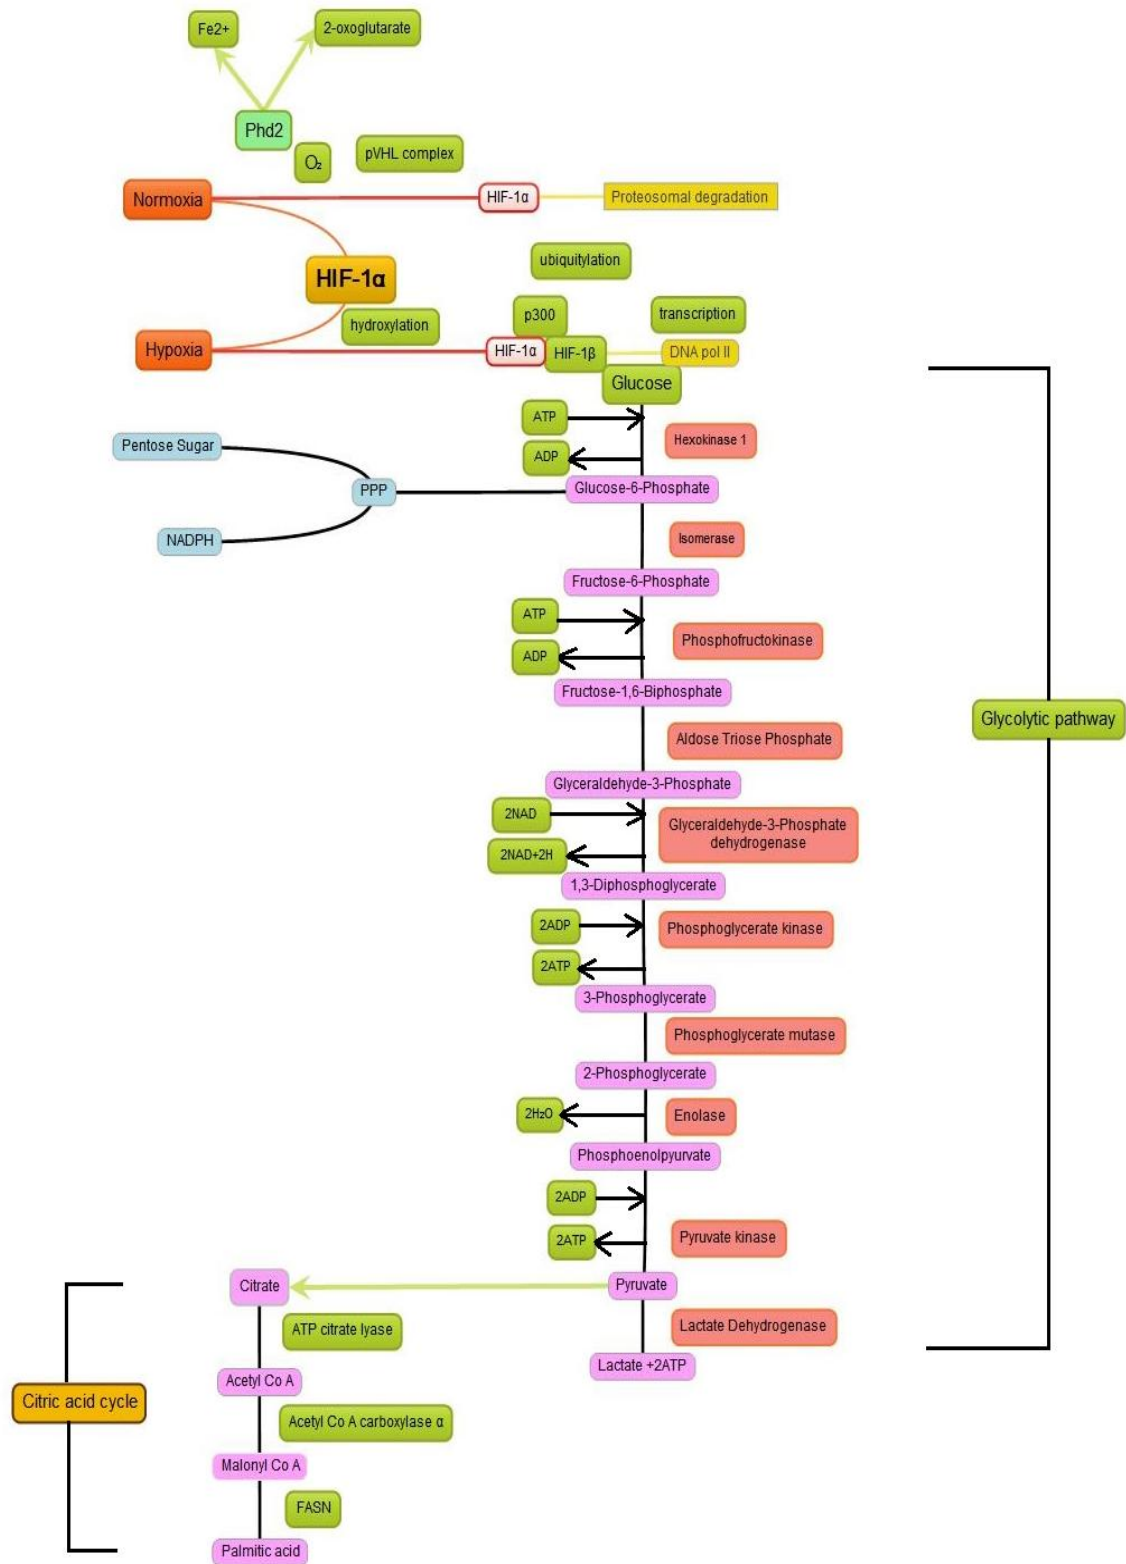 Fe2+
2-oxoglutarate
Phd2
O₂
pVHL complex
Normoxia
HIF-1α
Proteosomal degradation
ubiquitylation
HIF-1α
p300
transcription
hydroxylation
Hypoxia
HIF-1α
HIF-1β
DNA pol II
Glucose
ATP
Hexokinase 1
ADP
Pentose Sugar
PPP
Glucose-6-Phosphate
NADPH
Isomerase
Fructose-6-Phosphate
ATP
Phosphofructokinase
ADP
Fructose-1,6-Biphosphate
Glycolytic pathway
Aldose Triose Phosphate
Glyceraldehyde-3-Phosphate
2NAD
Glyceraldehyde-3-Phosphate
dehydrogenase
2NAD+2H
1,3-Diphosphoglycerate
2ADP
Phosphoglycerate kinase
2ATP
3-Phosphoglycerate
Phosphoglycerate mutase
2-Phosphoglycerate
2H₂O
Enolase
Phosphoenolpyurvate
2ADP
2ATP
Pyruvate kinase
Citrate
Pyruvate
ATP citrate lyase
Lactate Dehydrogenase
Lactate +2ATP
Acetyl Co A
Citric acid cycle
Acetyl Co A carboxylase α
Malonyl Co A
FASN
Palmitic acid